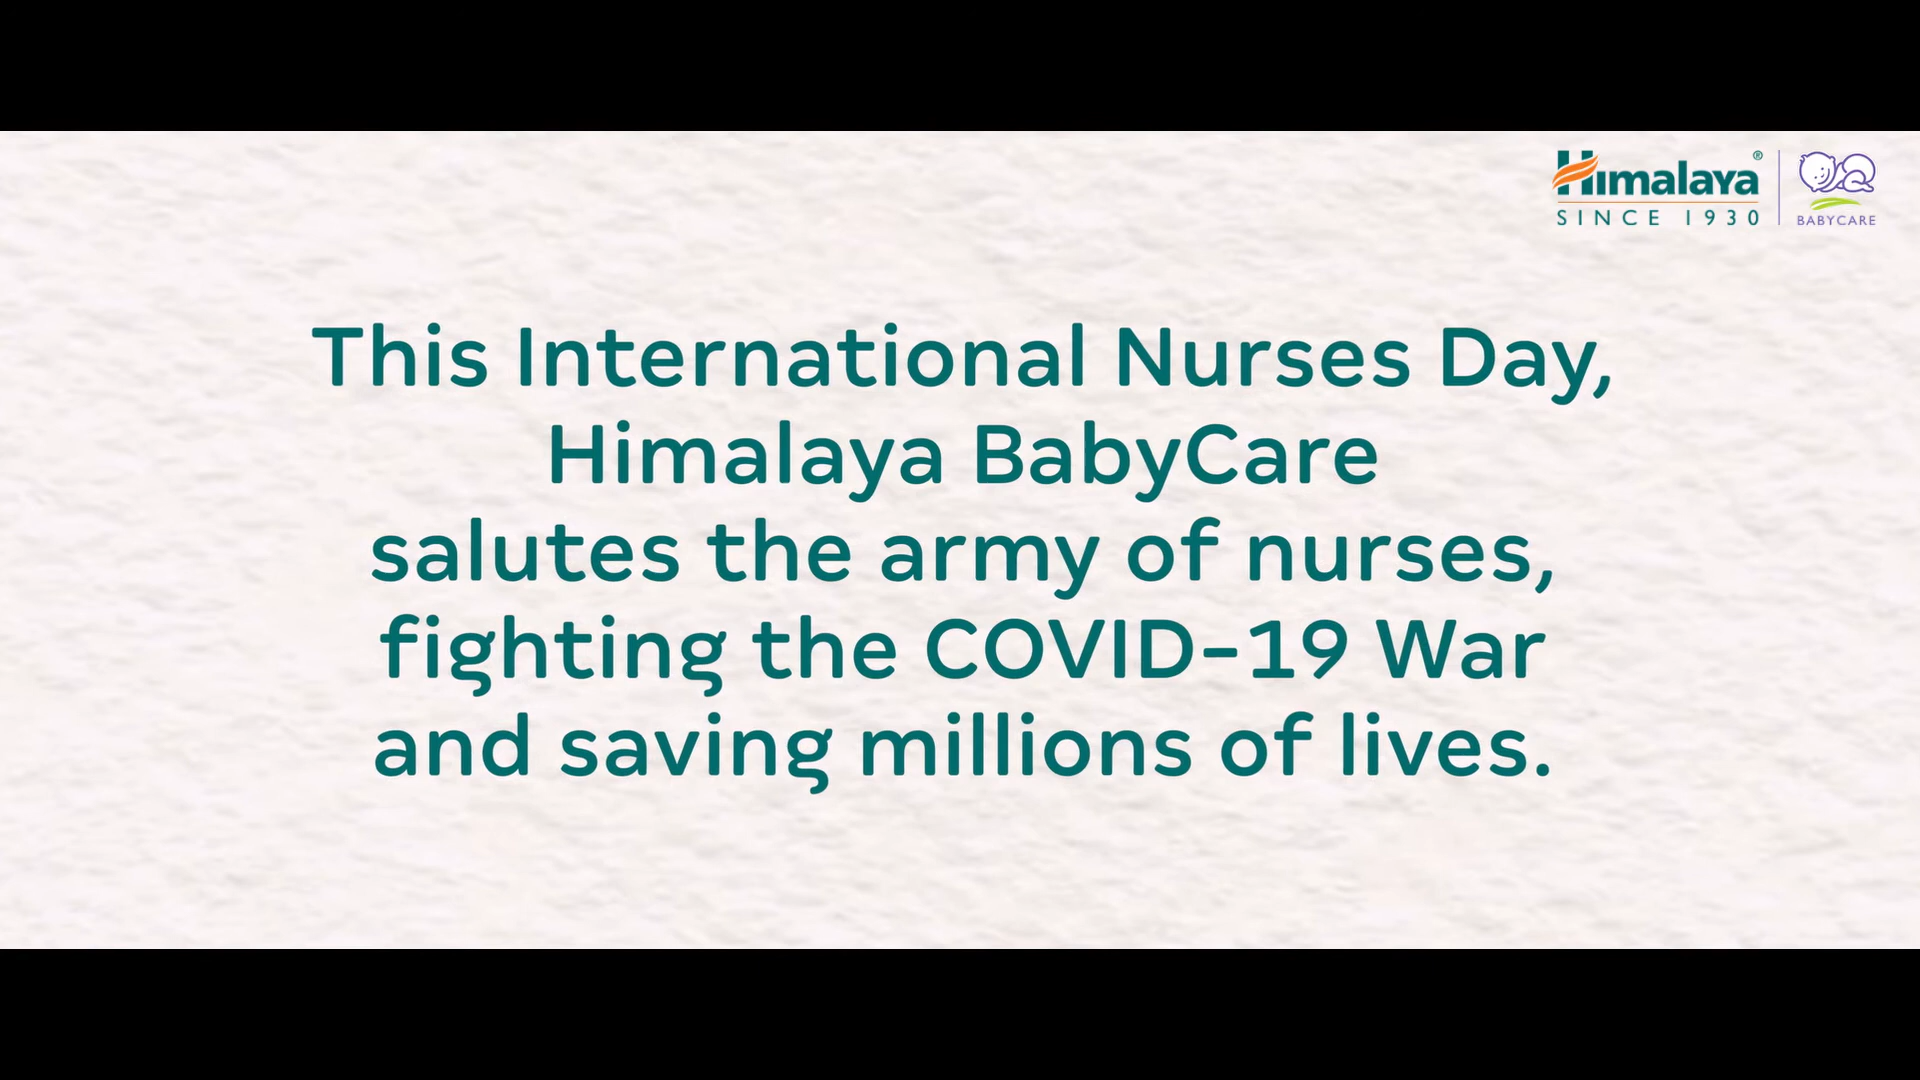 Himalaya®
SINCE 1930
BABYCARE
This International Nurses Day,
Himalaya BabyCare
salutes the army of nurses,
fighting the COVID-19 War
and saving millions of lives.